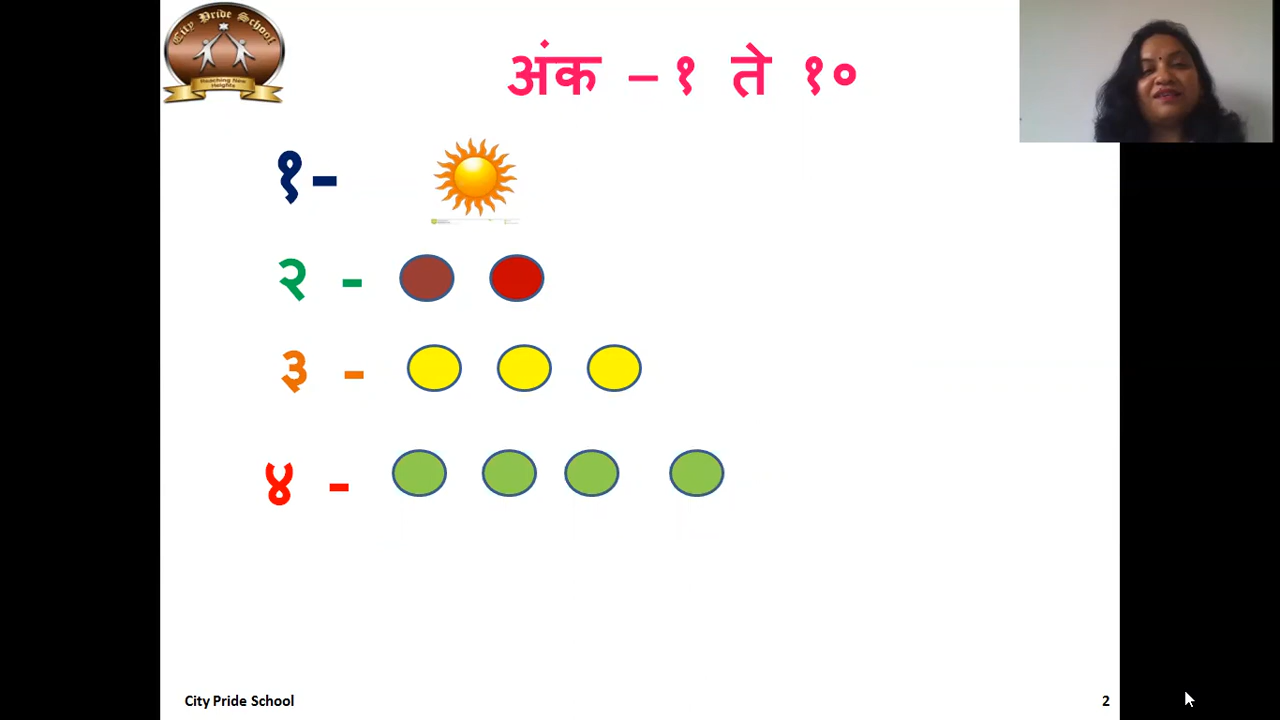 City Pride School
Reaching New
Heights
अंक – १ ते १०
१-
२ -
३ -
४ -
City Pride School
2